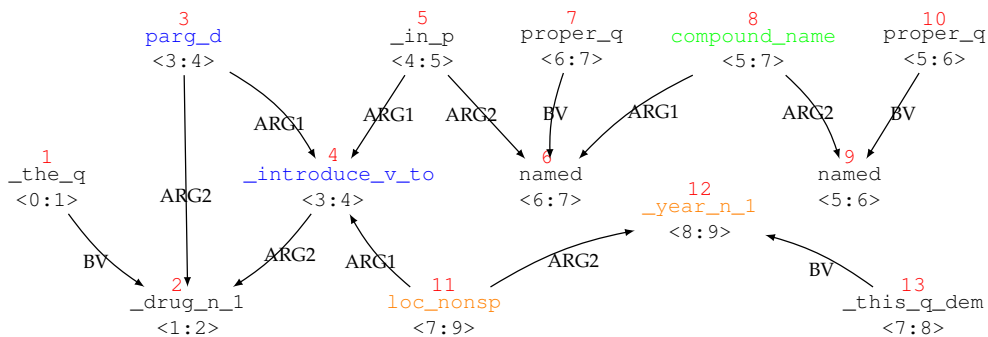 3
parg_d
<3:4>
5
_in_p
<4:5>
7
proper_q
<6:7>
8
compound_name
<5:7>
10
proper_q
<5:6>
ARG1
ARG1
ARG2
BV
ARG1
ARG2
BV
1
_the_q
<0:1>
ARG2
4
_introduce_v_to
<3:4>
6
named
<6:7>
9
named
<5:6>
12
_year_n_1
<8:9>
BV
ARG2
ARG1
ARG2
BV
2
_drug_n_1
<1:2>
11
loc_nonsp
<7:9>
13
_this_q_dem
<7:8>